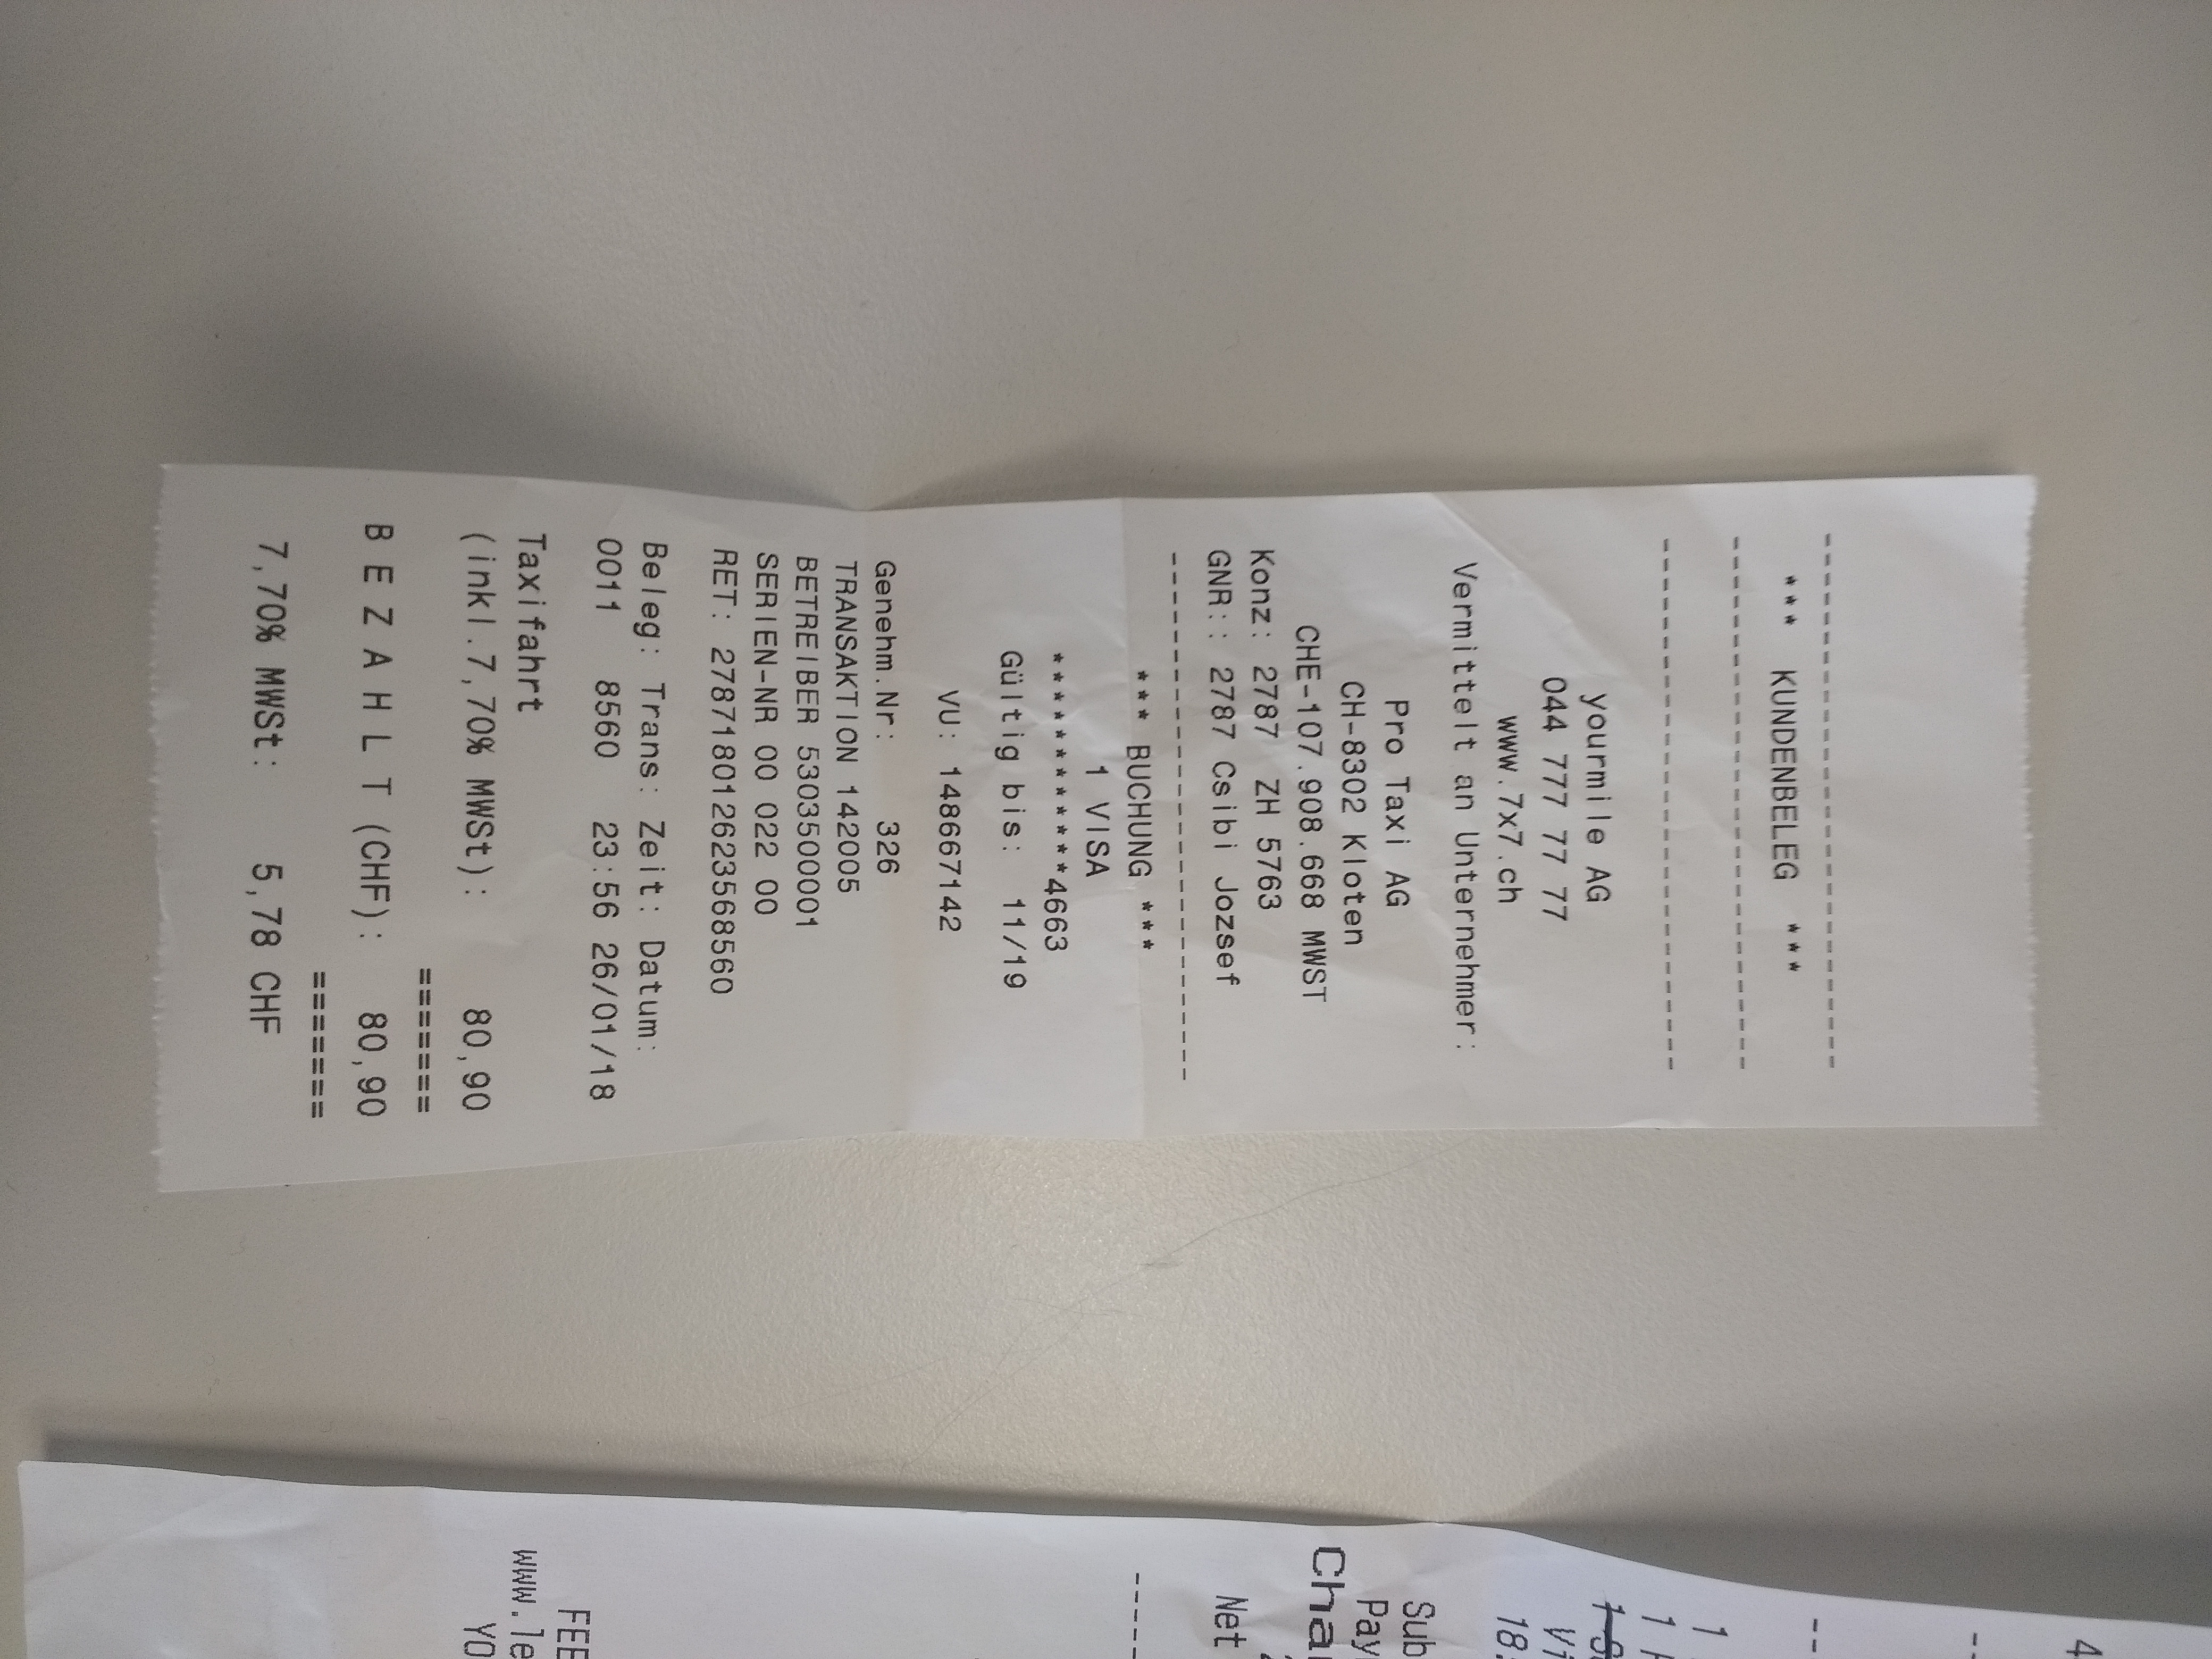 ------------------------------
*** KUNDENBELEG ***
------------------------------
------------------------------
yourmile AG
044 777 77 77
www.7x7.ch
Vermittelt an Unternehmer:
Pro Taxi AG
CH-8302 Kloten
CHE-107.908.668 MWST
Konz: 2787 ZH 5763
GNR:: 2787 Csibi Jozsef
------------------------------
*** BUCHUNG ***
1 VISA
************4663
Gültig bis: 11/19
VU: 148667142
Genehm.Nr: 326
TRANSAKTION 142005
BETREIBER 5303500001
SERIEN-NR 00 022 00
RET: 278718012623568560
Beleg: Trans: Zeit: Datum:
0011 8560 23:56 26/01/18
Taxifahrt
(inkl.7,70% MWSt): 80,90
=======
B E Z A H L T (CHF): 80,90
=======
7,70% MWSt: 5,78 CHF
4
1
1
18
Sub
Pay
Cha
Net
FEE
www.le
YO